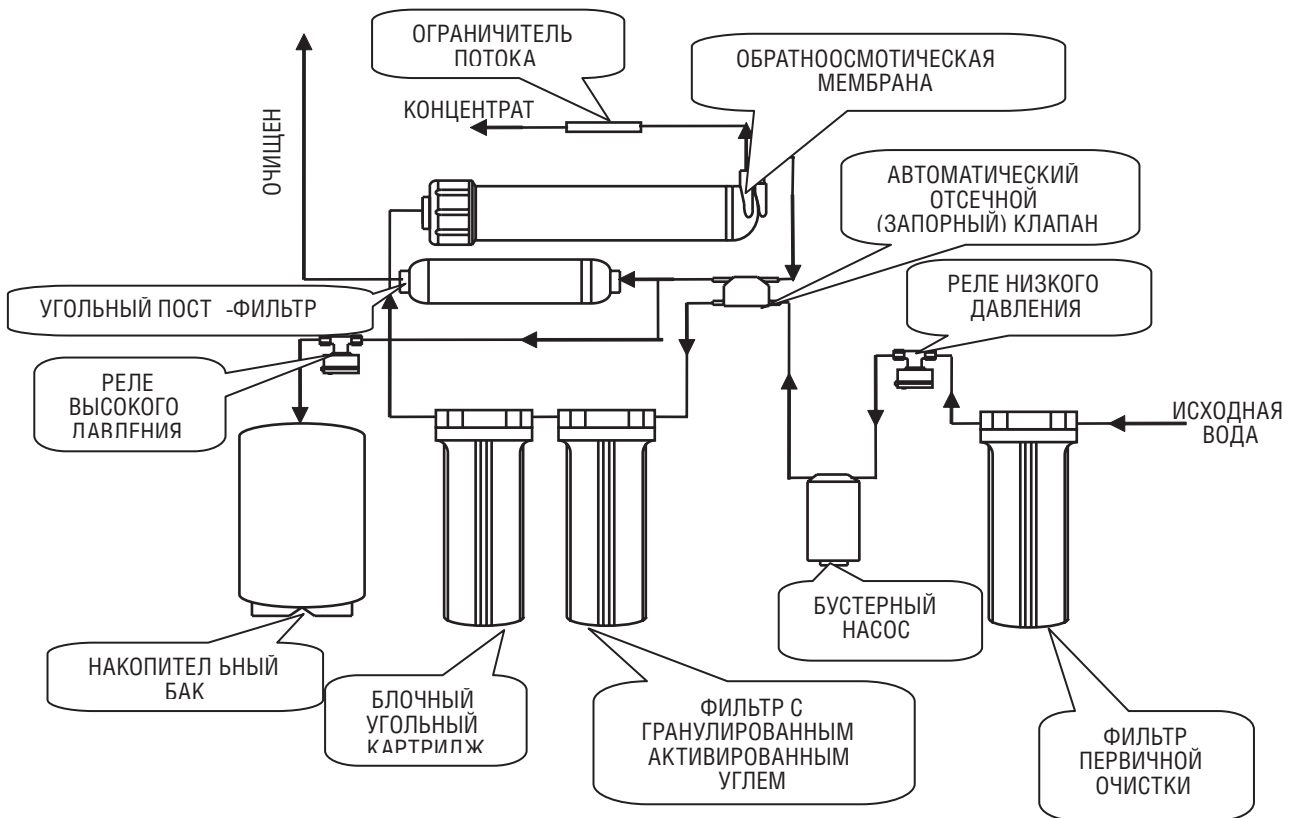 ОГРАНИЧИТЕЛЬ
ПОТОКА
ОБРАТНООСМОТИЧЕСКАЯ
МЕМБРАНА
КОНЦЕНТРАТ
ОЧИЩЕН
АВТОМАТИЧЕСКИЙ
ОТСЕЧНОЙ
(ЗАПОРНЫЙ) КЛАПАН
РЕЛЕ НИЗКОГО
ДАВЛЕНИЯ
УГОЛЬНЫЙ ПОСТ -ФИЛЬТР
РЕЛЕ
ВЫСОКОГО
ДАВЛЕНИЯ
ИСХОДНАЯ
ВОДА
БУСТЕРНЫЙ
НАСОС
НАКОПИТЕЛ ЬНЫЙ
БАК
БЛОЧНЫЙ
УГОЛЬНЫЙ
КАРТРИДЖ
ФИЛЬТР С
ГРАНУЛИРОВАННЫМ
АКТИВИРОВАННЫМ
УГЛЕМ
ФИЛЬТР
ПЕРВИЧНОЙ
ОЧИСТКИ